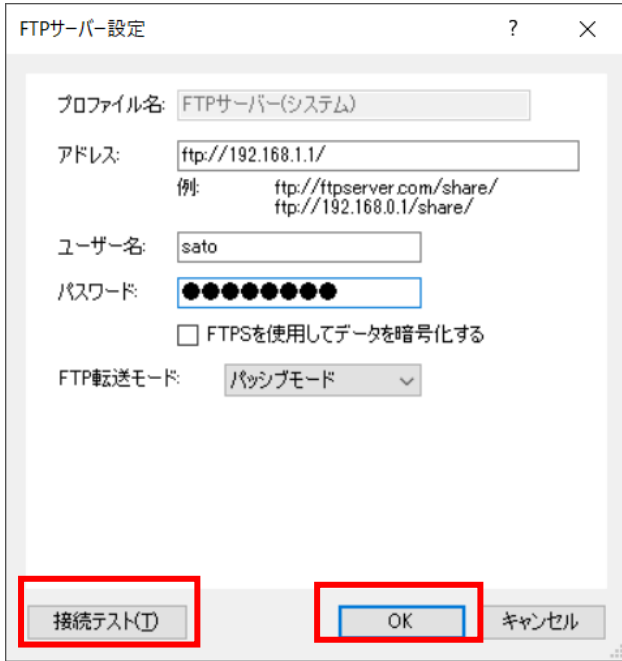 FTPサーバー設定
?
プロファイル名: FTPサーバー(システム)
アドレス: ftp://192.168.1.1/
例: ftp://ftpserver.com/share/
ftp://192.168.0.1/share/
ユーザー名: sato
パスワード: ●●●●●●●●
FTPSを使用してデータを暗号化する
FTP転送モード: パッシブモード
接続テスト(T) OK キャンセル